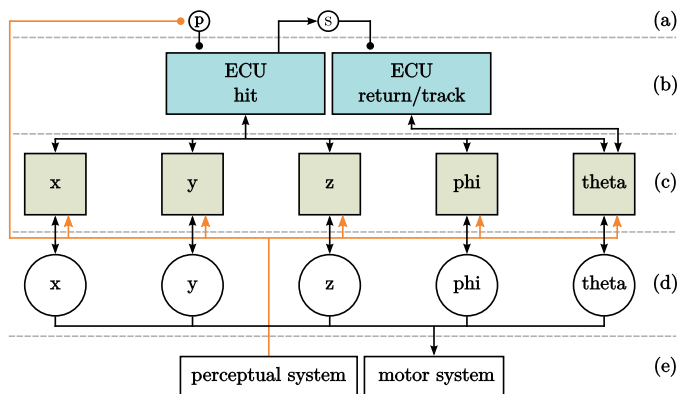 p
s
(a)
ECU
hit
ECU
return/track
(b)
x
y
z
phi
theta
(c)
x
y
z
phi
theta
(d)
perceptual system
motor system
(e)